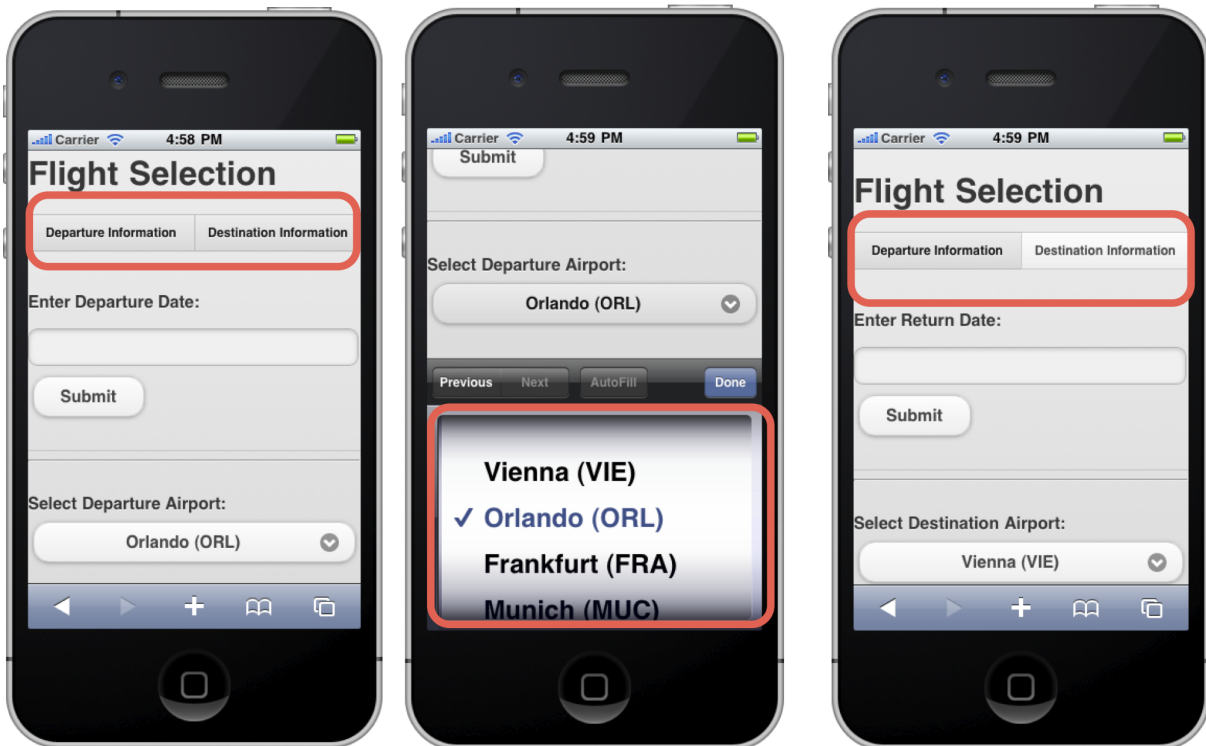 Carrier 4:58 PM
Flight Selection
Departure Information Destination Information
Enter Departure Date:
Submit
Select Departure Airport:
Orlando (ORL)
Carrier 4:59 PM
Submit
Select Departure Airport:
Orlando (ORL)
Previous Next AutoFill Done
Vienna (VIE)
✓ Orlando (ORL)
Frankfurt (FRA)
Munich (MUC)
Carrier 4:59 PM
Flight Selection
Departure Information Destination Information
Enter Return Date:
Submit
Select Destination Airport:
Vienna (VIE)